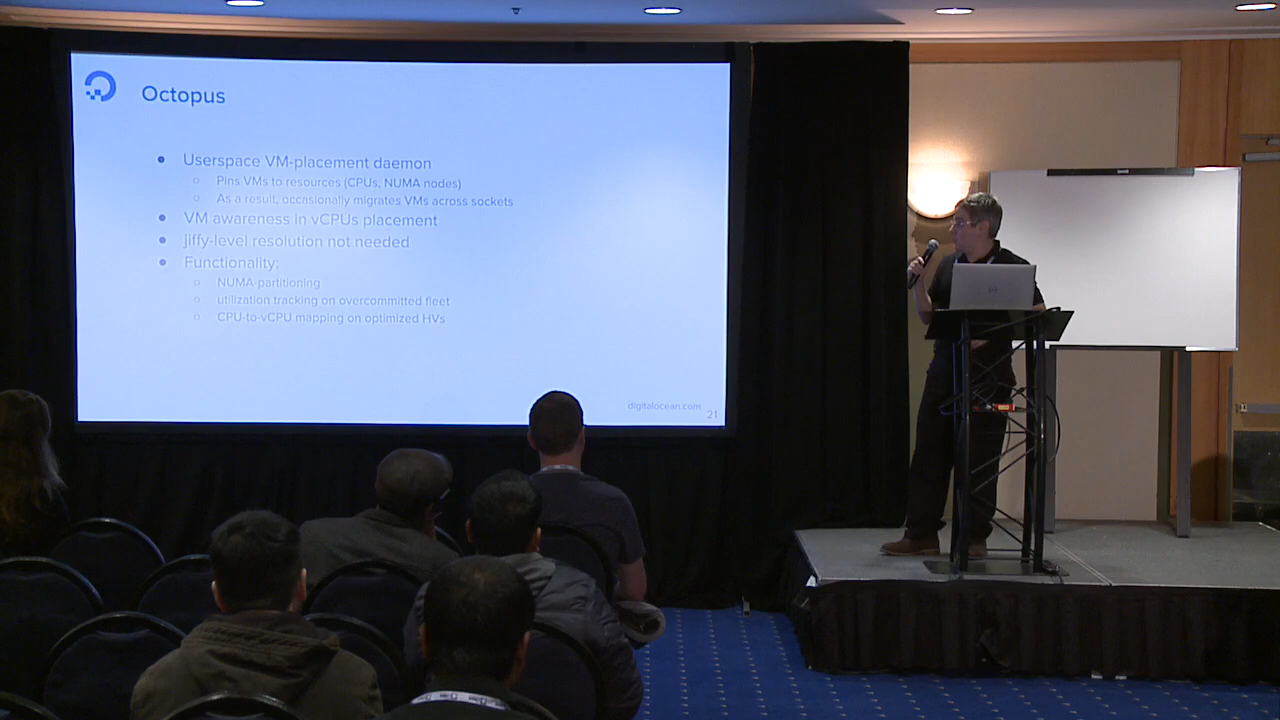 Octopus
● Userspace VM-placement daemon
○ Pins VMs to resources (CPUs, NUMA nodes)
○ As a result, occasionally migrates VMs across sockets
● VM awareness in vCPUs placement
● jiffy-level resolution not needed
● Functionality:
○ NUMA-partitioning
○ utilization tracking on overcommitted fleet
○ CPU-to-vCPU mapping on optimized HVs
digitalocean.com
21